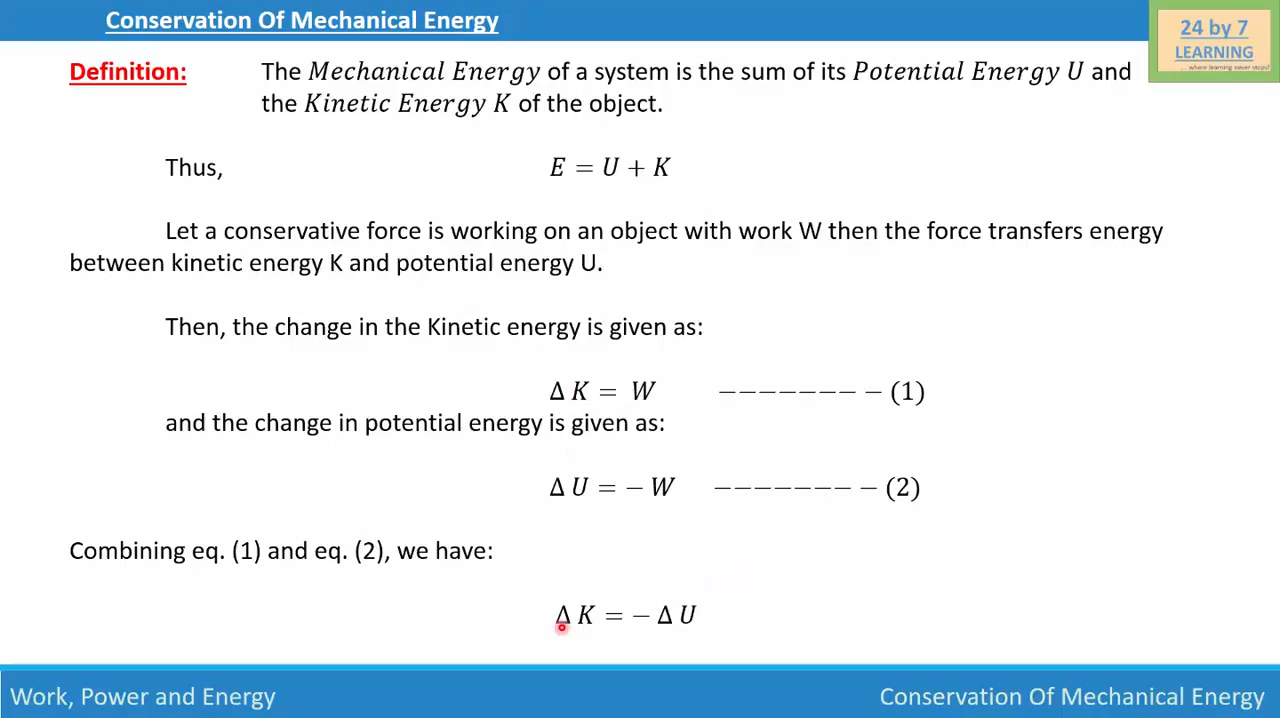 Conservation Of Mechanical Energy
24 by 7
LEARNING
... where learning never stops!
Definition: The Mechanical Energy of a system is the sum of its Potential Energy U and
the Kinetic Energy K of the object.
Thus, E = U + K
Let a conservative force is working on an object with work W then the force transfers energy
between kinetic energy K and potential energy U.
Then, the change in the Kinetic energy is given as:
Δ K = W −−−−−−− − (1)
and the change in potential energy is given as:
Δ U = − W −−−−−−− − (2)
Combining eq. (1) and eq. (2), we have:
Δ K = − Δ U
Work, Power and Energy
Conservation Of Mechanical Energy